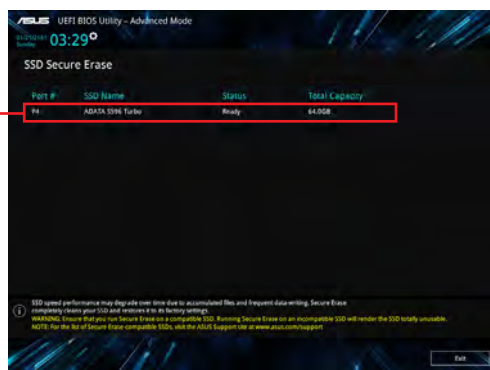 ASUS UEFI BIOS Utility – Advanced Mode
Sunday 03:29
SSD Secure Erase
Port # SSD Name Status Total Capacity
P4 ADATA S596 Turbo Ready 64.0GB
SSD speed performance may degrade over time due to accumulated files and frequent data writing. Secure Erase
completely cleans your SSD and restores it to its factory settings.
WARNING: Ensure that you run Secure Erase on a compatible SSD. Running Secure Erase on an incompatible SSD will render the SSD totally unusable.
NOTE: For the list of Secure Erase compatible SSDs, visit the ASUS Support site at www.asus.com/support
Exit